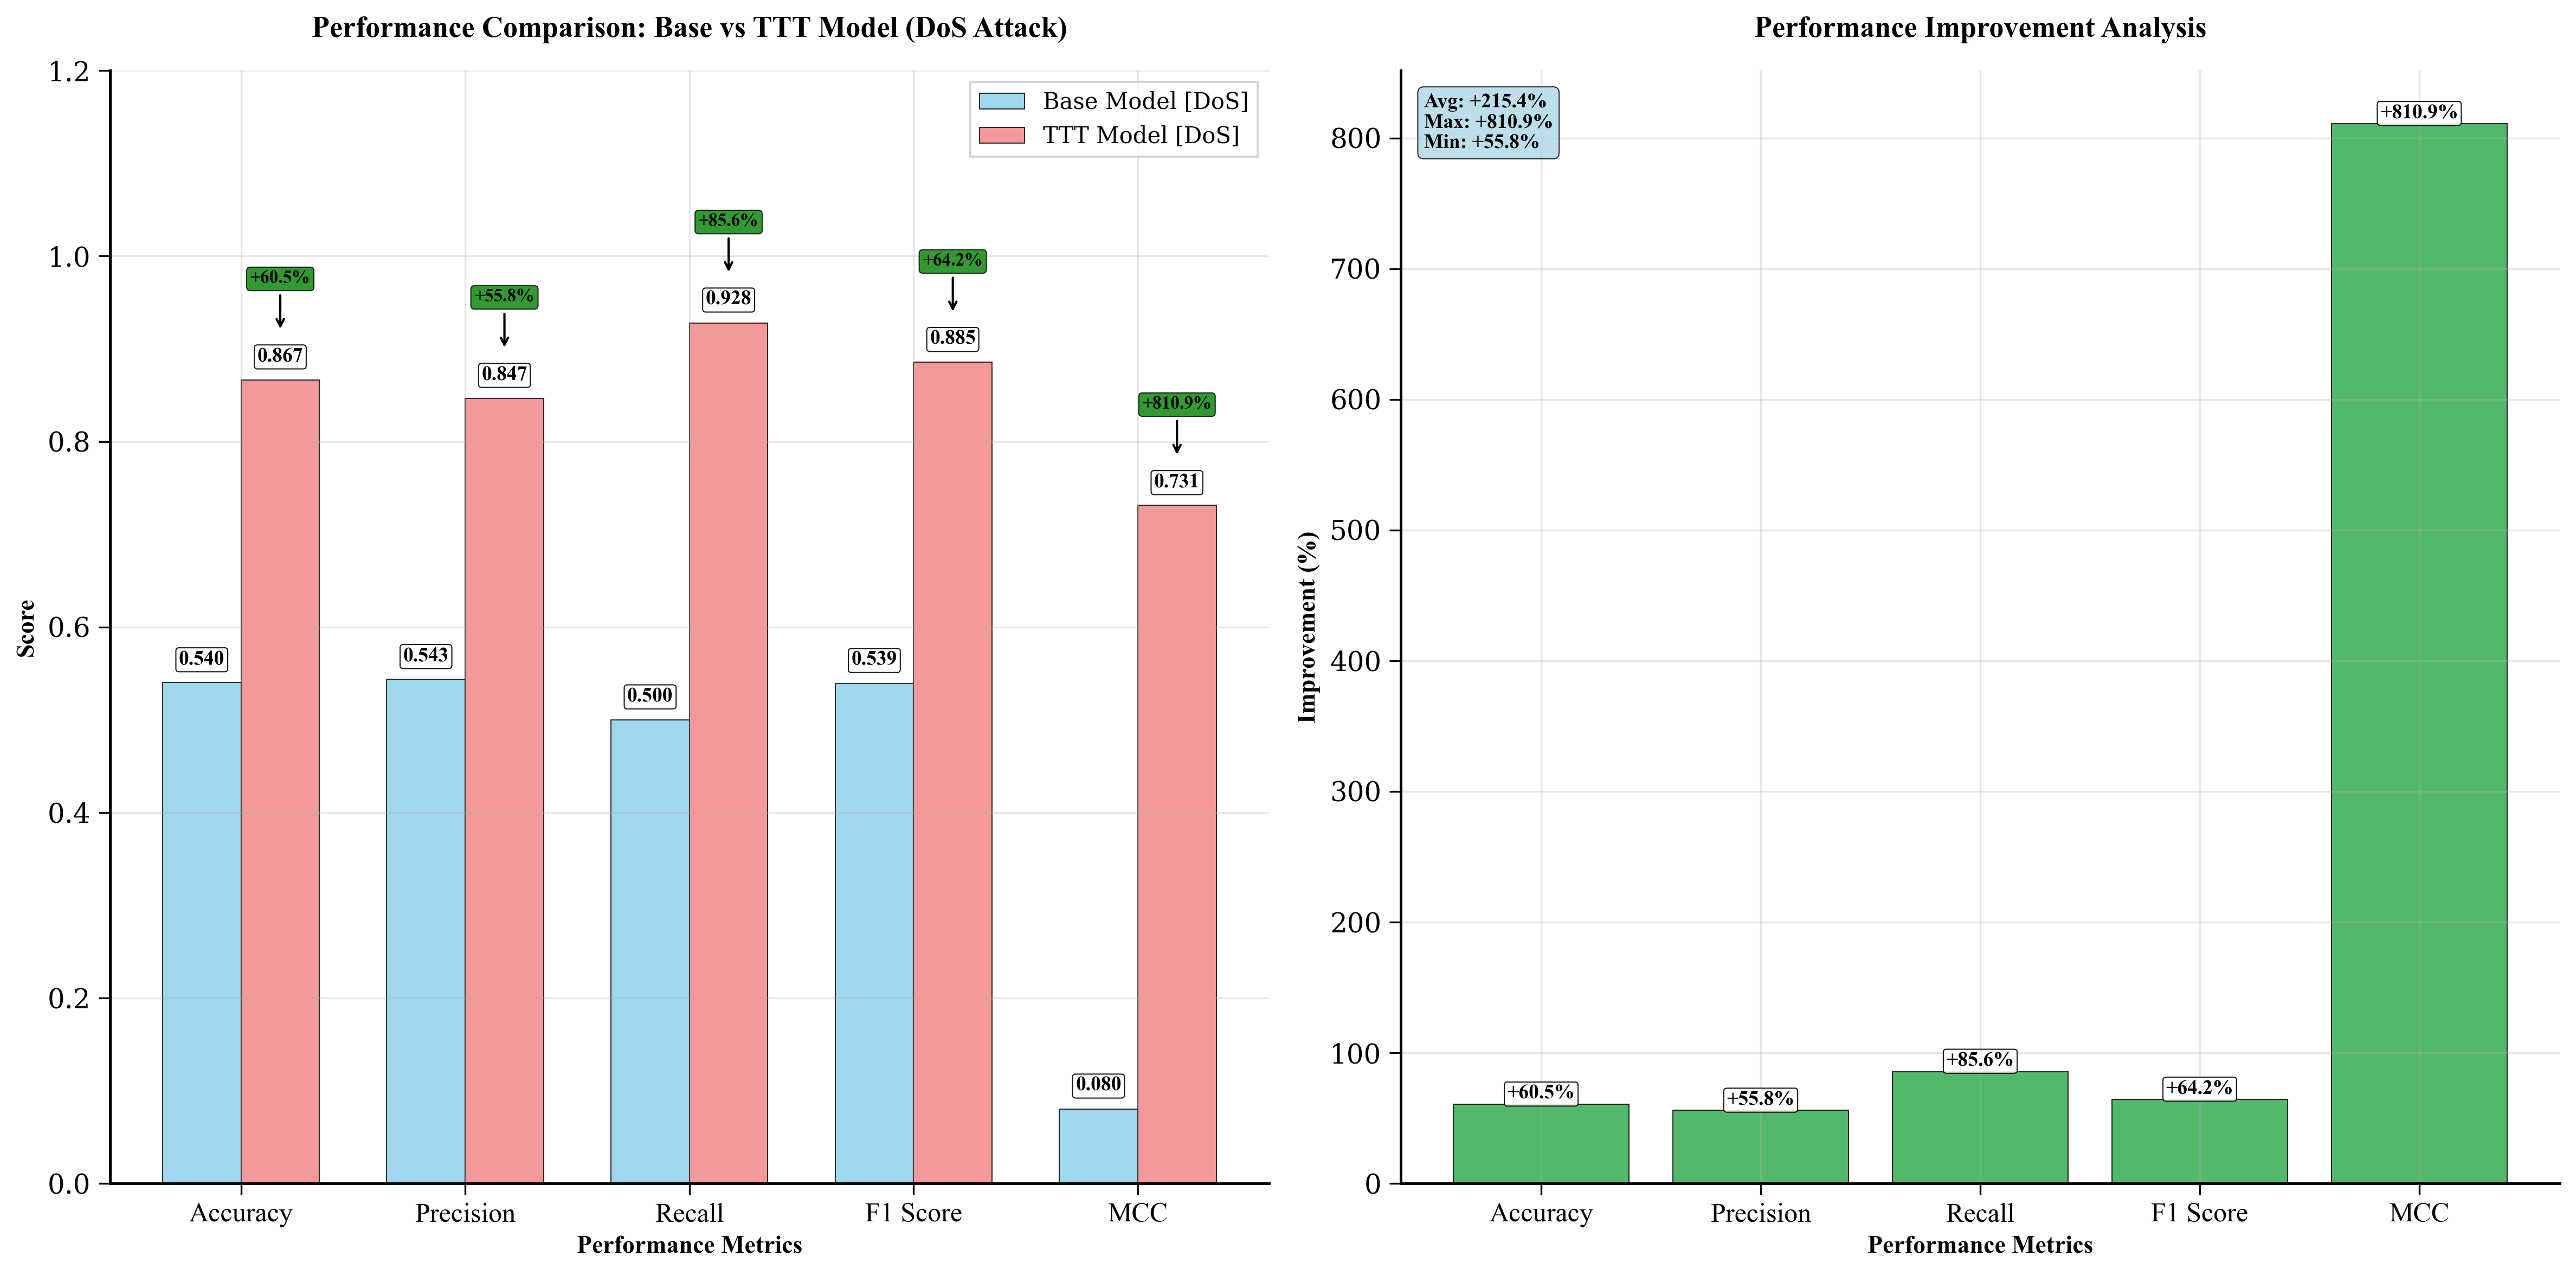 Performance Comparison: Base vs TTT Model (DoS Attack)
Score
1.2
1.0
0.8
0.6
0.4
0.2
0.0
Base Model [DoS]
TTT Model [DoS]
+60.5%
0.867
0.540
+55.8%
0.847
0.543
+85.6%
0.928
0.500
+64.2%
0.885
0.539
+810.9%
0.731
0.080
Accuracy
Precision
Recall
F1 Score
MCC
Performance Metrics
Performance Improvement Analysis
Improvement (%)
800
700
600
500
400
300
200
100
0
Avg: +215.4%
Max: +810.9%
Min: +55.8%
+60.5%
+55.8%
+85.6%
+64.2%
+810.9%
Accuracy
Precision
Recall
F1 Score
MCC
Performance Metrics